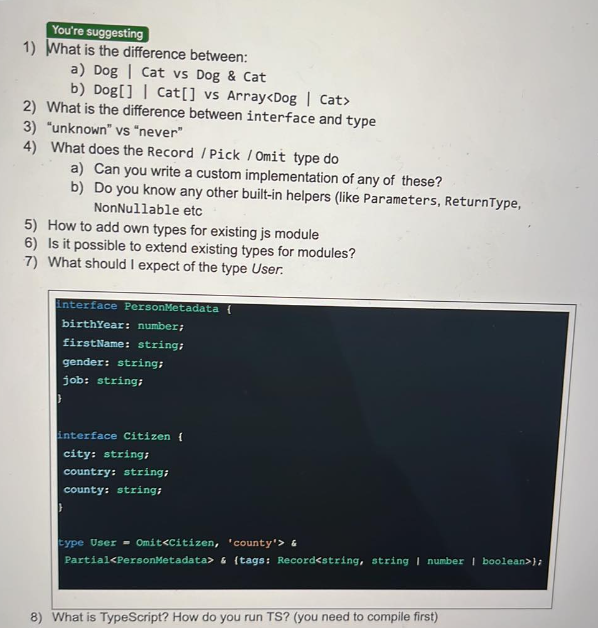 You're suggesting
1) What is the difference between:
a) Dog | Cat vs Dog & Cat
b) Dog[] | Cat[] vs Array<Dog | Cat>
2) What is the difference between interface and type
3) "unknown" vs "never"
4) What does the Record / Pick / Omit type do
a) Can you write a custom implementation of any of these?
b) Do you know any other built-in helpers (like Parameters, ReturnType,
NonNullable etc
5) How to add own types for existing js module
6) Is it possible to extend existing types for modules?
7) What should I expect of the type User.
interface PersonMetadata {
birthYear: number;
firstName: string;
gender: string;
job: string;
}
interface Citizen {
city: string;
country: string;
county: string;
}
type User = Omit<Citizen, 'county'> &
Partial<PersonMetadata> & {tags: Record<string, string | number | boolean>};
8) What is TypeScript? How do you run TS? (you need to compile first)